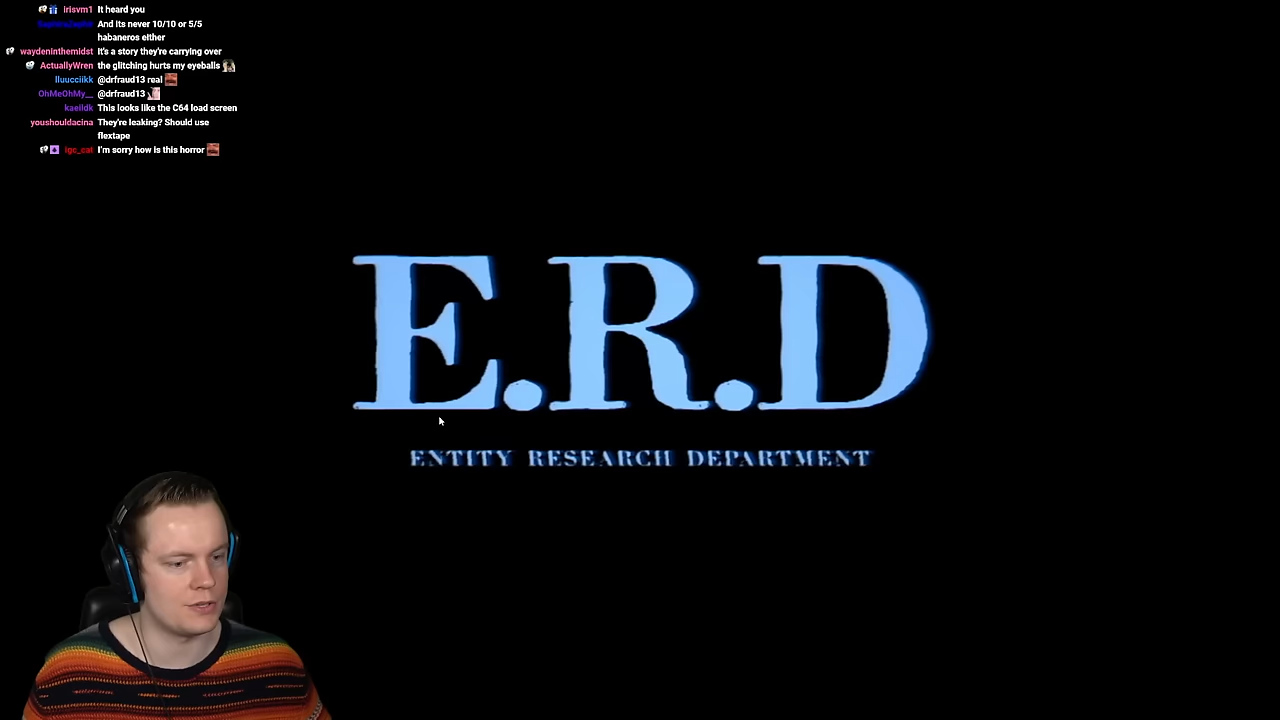 irisvm1 It heard you
And its never 10/10 or 5/5
habaneros either
waydeninthemidst It's a story they're carrying over
ActuallyWren the glitching hurts my eyeballs
lluucciikk @drfraud13 real
OhMeOhMy__ @drfraud13
kaeildk This looks like the C64 load screen
youshouldacina They're leaking? Should use
flextape
igc_cat I'm sorry how is this horror
E.R.D
ENTITY RESEARCH DEPARTMENT